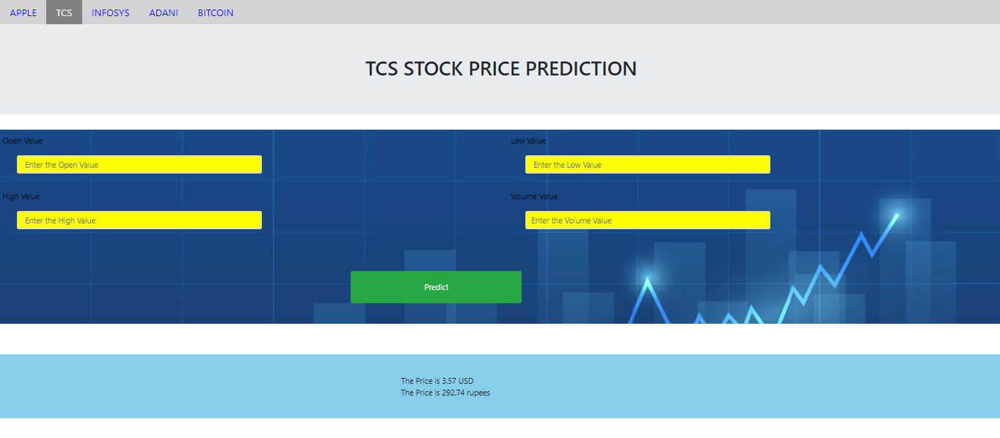 APPLE TCS INFOSYS ADANI BITCOIN
TCS STOCK PRICE PREDICTION
Open Value
Enter the Open Value
Low Value
Enter the Low Value
High Value
Enter the High Value
Volume Value
Enter the Volume Value
Predict
The Price is 3.57 USD
The Price is 292.74 rupees